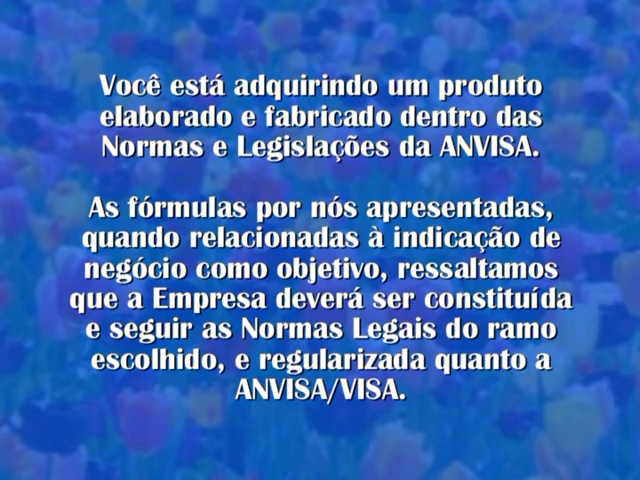 Você está adquirindo um produto
elaborado e fabricado dentro das
Normas e Legislações da ANVISA.
As fórmulas por nós apresentadas,
quando relacionadas à indicação de
negócio como objetivo, ressaltamos
que a Empresa deverá ser constituída
e seguir as Normas Legais do ramo
escolhido, e regularizada quanto a
ANVISA/VISA.